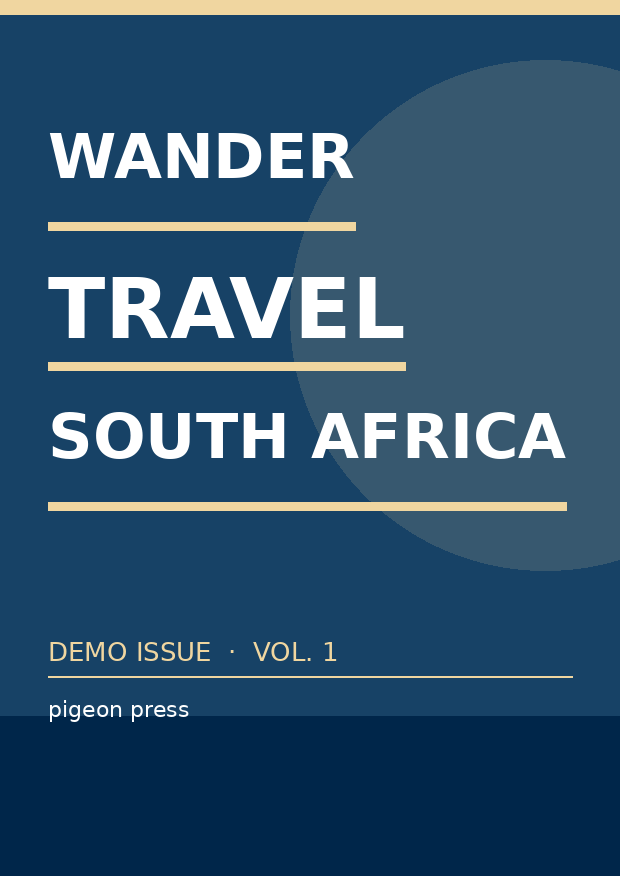 WANDER
TRAVEL
SOUTH AFRICA
DEMO ISSUE · VOL. 1
pigeon press